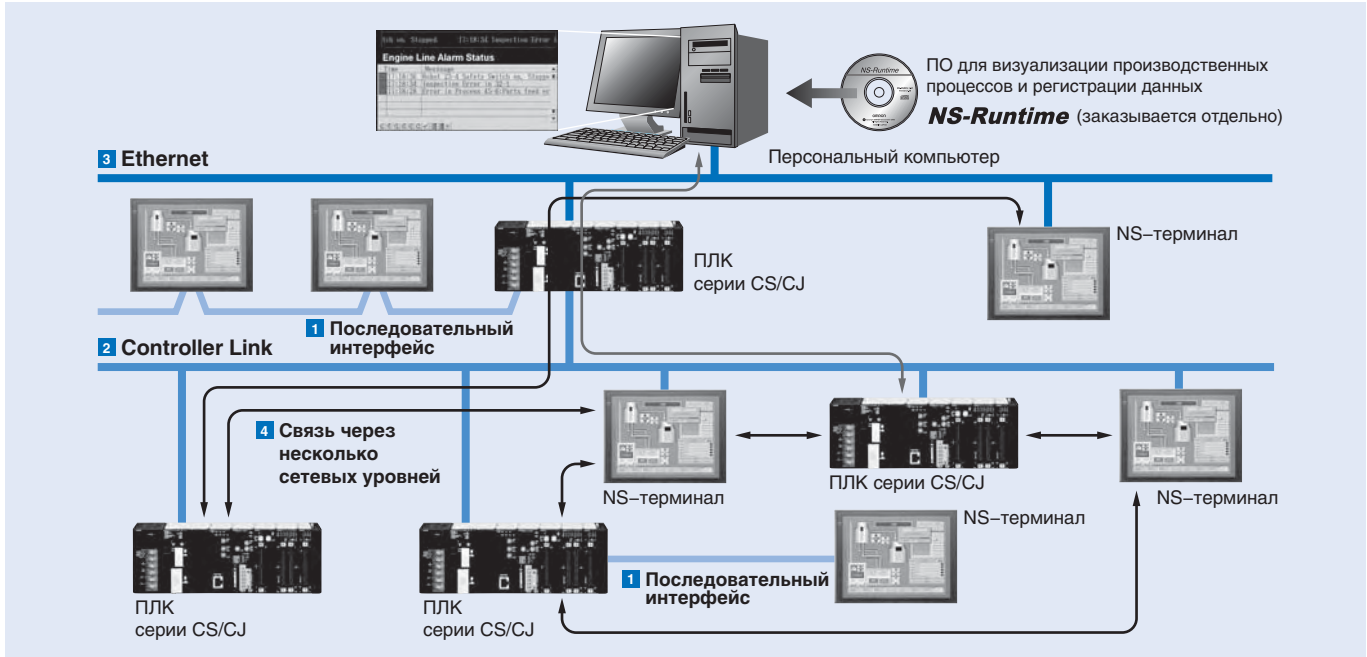 Engine Line Alarm Status
Time Message
NS-Runtime
ПО для визуализации производственных
процессов и регистрации данных
NS-Runtime (заказывается отдельно)
Персональный компьютер
3 Ethernet
NS–терминал
ПЛК
серии CS/CJ
1 Последовательный
интерфейс
2 Controller Link
4 Связь через
несколько
сетевых уровней
NS–терминал
ПЛК серии CS/CJ
NS–терминал
NS–терминал
1 Последовательный
интерфейс
ПЛК
серии CS/CJ
ПЛК
серии CS/CJ